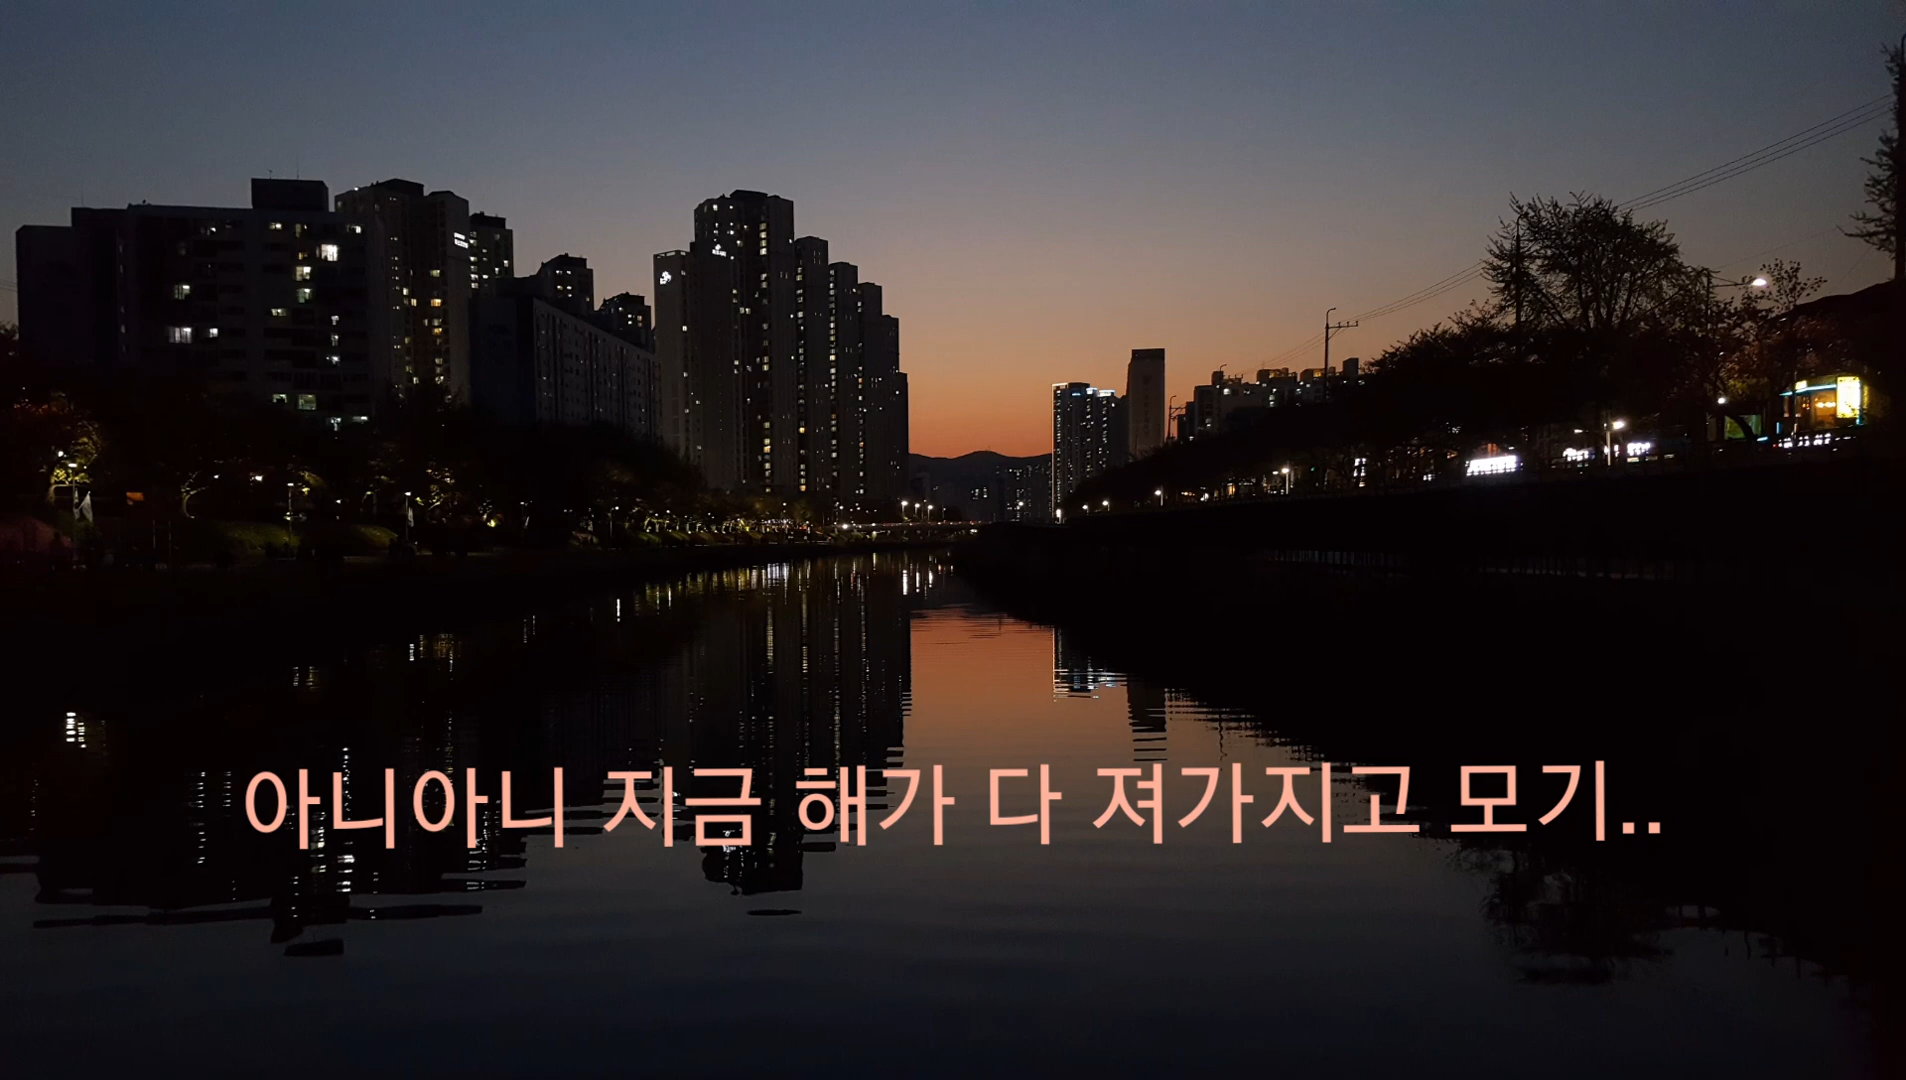 아니아니 지금 해가 다 져가지고 모기..